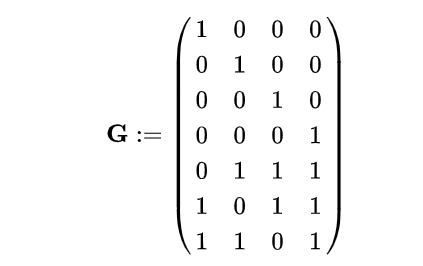 1 0 0 0
0 1 0 0
0 0 1 0
G := 0 0 0 1
0 1 1 1
1 0 1 1
1 1 0 1